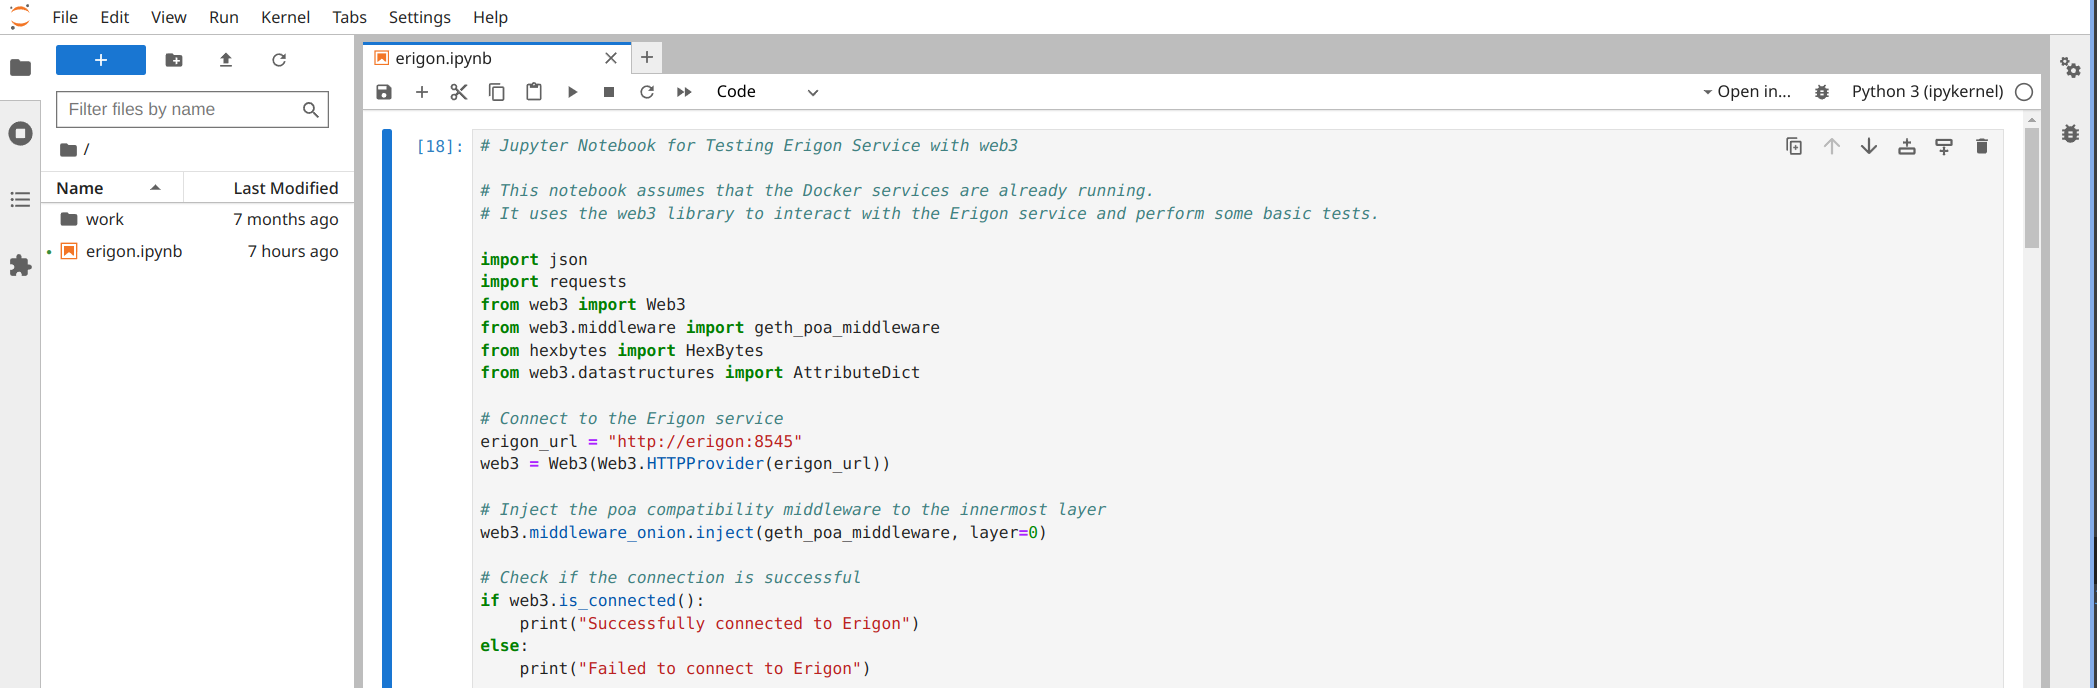 File Edit View Run Kernel Tabs Settings Help
Filter files by name
/
Name Last Modified
work 7 months ago
erigon.ipynb 7 hours ago
erigon.ipynb
Code
Open in...
Python 3 (ipykernel)
[18]:
# Jupyter Notebook for Testing Erigon Service with web3
# This notebook assumes that the Docker services are already running.
# It uses the web3 library to interact with the Erigon service and perform some basic tests.
import json
import requests
from web3 import Web3
from web3.middleware import geth_poa_middleware
from hexbytes import HexBytes
from web3.datastructures import AttributeDict
# Connect to the Erigon service
erigon_url = "http://erigon:8545"
web3 = Web3(Web3.HTTPProvider(erigon_url))
# Inject the poa compatibility middleware to the innermost layer
web3.middleware_onion.inject(geth_poa_middleware, layer=0)
# Check if the connection is successful
if web3.is_connected():
    print("Successfully connected to Erigon")
else:
    print("Failed to connect to Erigon")